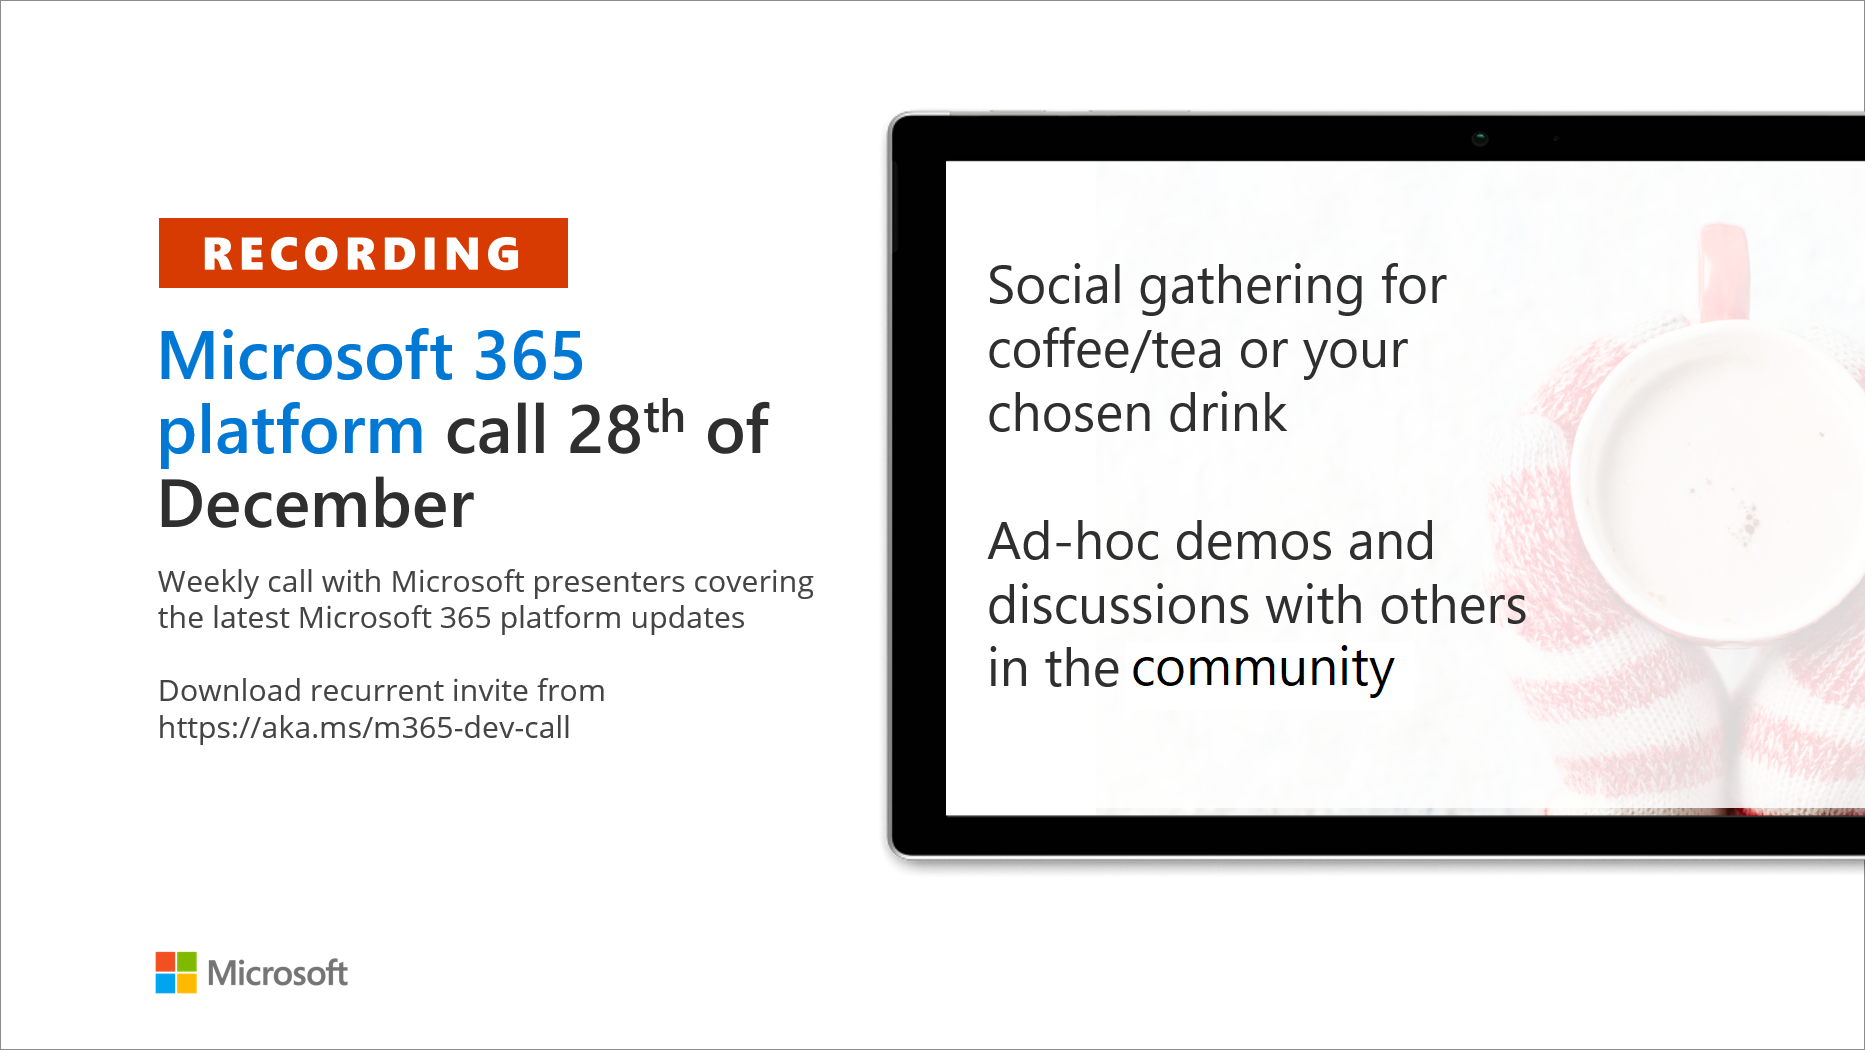 RECORDING
Microsoft 365
platform call 28th of
December
Weekly call with Microsoft presenters covering
the latest Microsoft 365 platform updates
Download recurrent invite from
https://aka.ms/m365-dev-call
Microsoft
Social gathering for
coffee/tea or your
chosen drink
Ad-hoc demos and
discussions with others
in the community